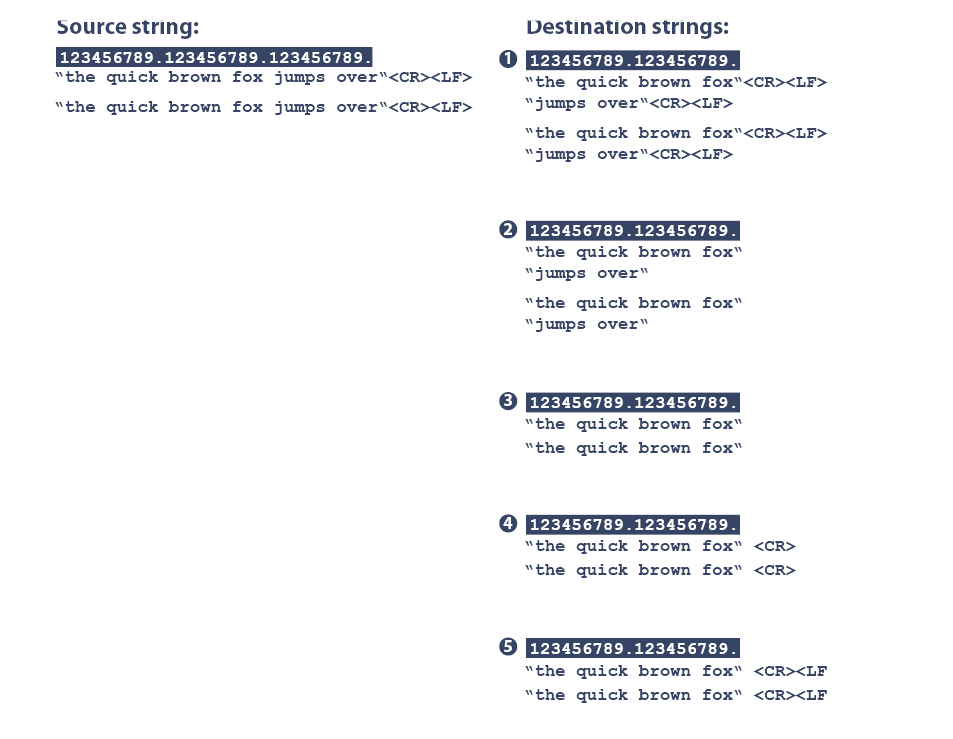 Source string:
123456789.123456789.123456789.
‟the quick brown fox jumps over‟<CR><LF>
‟the quick brown fox jumps over‟<CR><LF>
Destination strings:
❶ 123456789.123456789.
‟the quick brown fox‟<CR><LF>
‟jumps over‟<CR><LF>
‟the quick brown fox‟<CR><LF>
‟jumps over‟<CR><LF>
❷ 123456789.123456789.
‟the quick brown fox‟
‟jumps over‟
‟the quick brown fox‟
‟jumps over‟
❸ 123456789.123456789.
‟the quick brown fox‟
‟the quick brown fox‟
❹ 123456789.123456789.
‟the quick brown fox‟ <CR>
‟the quick brown fox‟ <CR>
❺ 123456789.123456789.
‟the quick brown fox‟ <CR><LF
‟the quick brown fox‟ <CR><LF